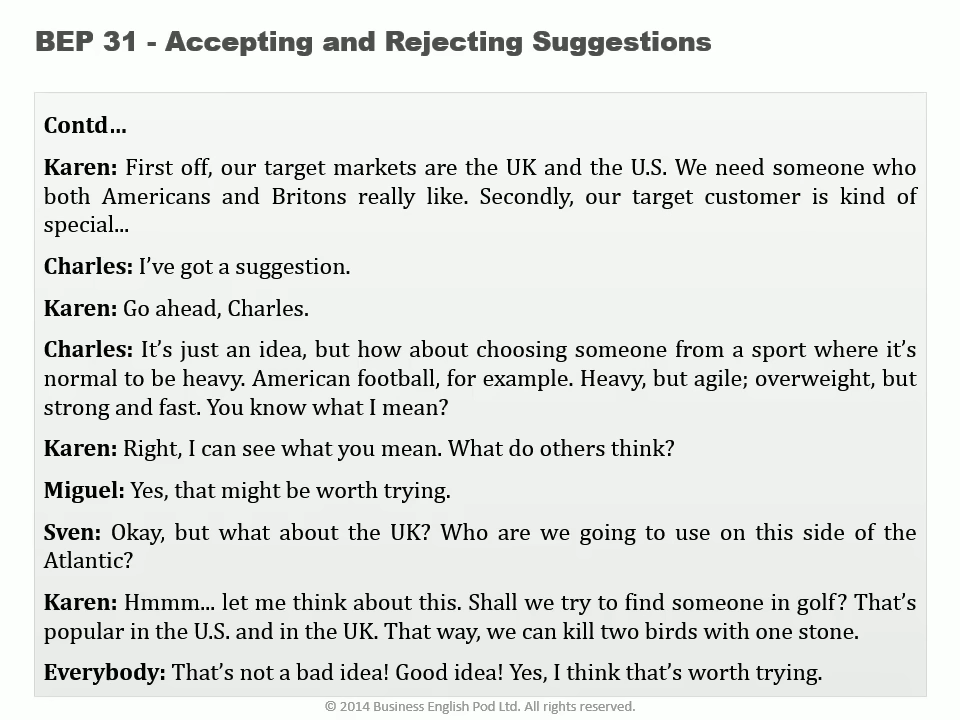 BEP 31 - Accepting and Rejecting Suggestions
Contd...
Karen: First off, our target markets are the UK and the U.S. We need someone who
both Americans and Britons really like. Secondly, our target customer is kind of
special...
Charles: I've got a suggestion.
Karen: Go ahead, Charles.
Charles: It's just an idea, but how about choosing someone from a sport where it's
normal to be heavy. American football, for example. Heavy, but agile; overweight, but
strong and fast. You know what I mean?
Karen: Right, I can see what you mean. What do others think?
Miguel: Yes, that might be worth trying.
Sven: Okay, but what about the UK? Who are we going to use on this side of the
Atlantic?
Karen: Hmmm... let me think about this. Shall we try to find someone in golf? That's
popular in the U.S. and in the UK. That way, we can kill two birds with one stone.
Everybody: That's not a bad idea! Good idea! Yes, I think that's worth trying.
© 2014 Business English Pod Ltd. All rights reserved.